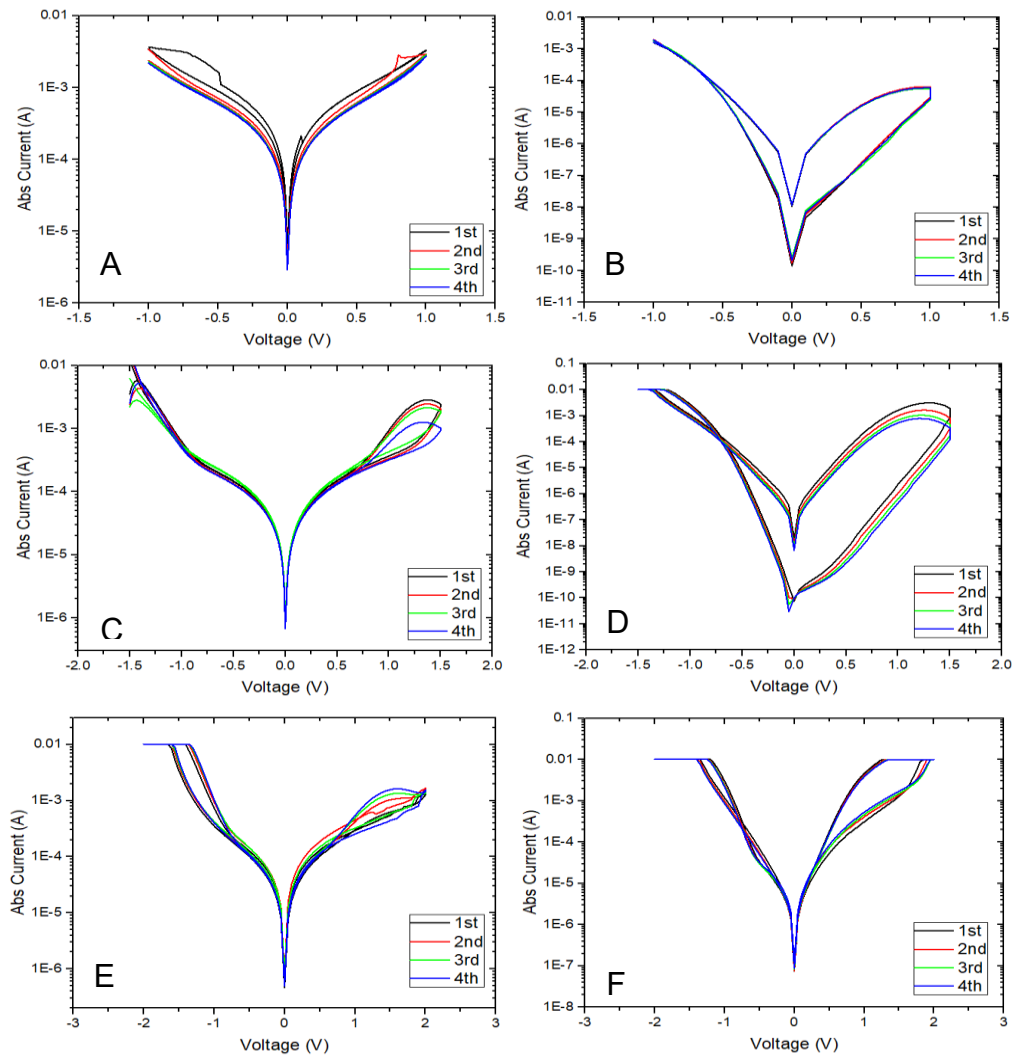 0.01
1E-3
1E-4
1E-5
1E-6
Abs Current (A)
-1.5
-1.0
-0.5
0.0
0.5
1.0
1.5
Voltage (V)
1st
2nd
3rd
4th
A
0.01
1E-3
1E-4
1E-5
1E-6
1E-7
1E-8
1E-9
1E-10
1E-11
Abs Current (A)
-1.5
-1.0
-0.5
0.0
0.5
1.0
1.5
Voltage (V)
1st
2nd
3rd
4th
B
0.01
1E-3
1E-4
1E-5
1E-6
Abs Current (A)
-2.0
-1.5
-1.0
-0.5
0.0
0.5
1.0
1.5
2.0
Voltage (V)
1st
2nd
3rd
4th
C
0.1
0.01
1E-3
1E-4
1E-5
1E-6
1E-7
1E-8
1E-9
1E-10
1E-11
1E-12
Abs Current (A)
-2.0
-1.5
-1.0
-0.5
0.0
0.5
1.0
1.5
2.0
Voltage (V)
1st
2nd
3rd
4th
D
0.01
1E-3
1E-4
1E-5
1E-6
Abs Current (A)
-3
-2
-1
0
1
2
3
Voltage (V)
1st
2nd
3rd
4th
E
0.1
0.01
1E-3
1E-4
1E-5
1E-6
1E-7
1E-8
Abs Current (A)
-3
-2
-1
0
1
2
3
Voltage (V)
1st
2nd
3rd
4th
F